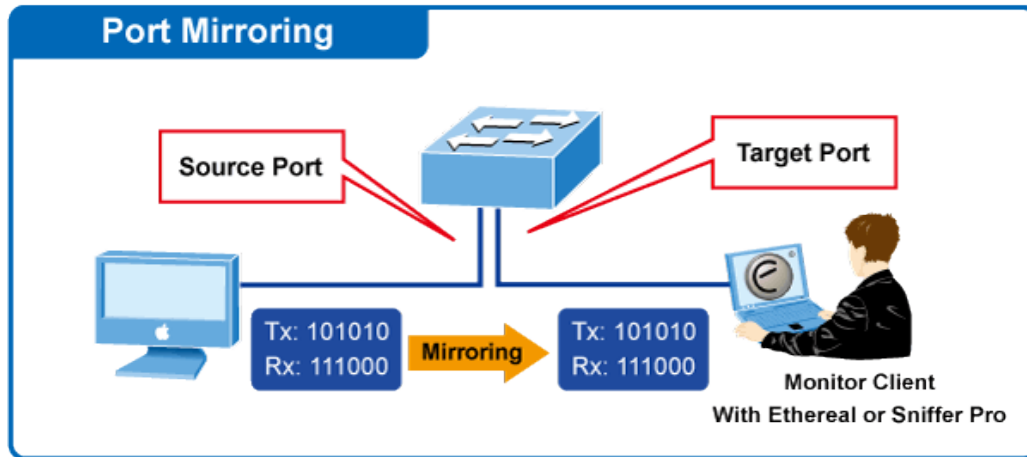 Port Mirroring
Source Port
Target Port
Tx: 101010
Rx: 111000
Mirroring
Tx: 101010
Rx: 111000
Monitor Client
With Ethereal or Sniffer Pro